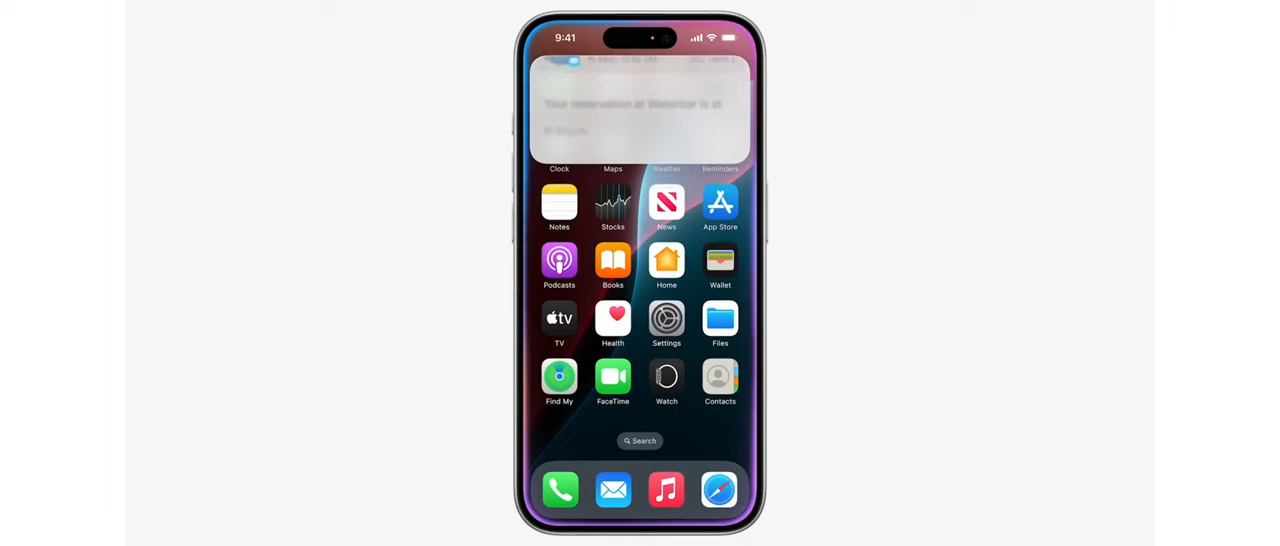 9:41
Your reservation at is at
Clock Maps Weather Reminders
Notes Stocks News App Store
Podcasts Books Home Wallet
tv
TV Health Settings Files
Find My FaceTime Watch Contacts
Search